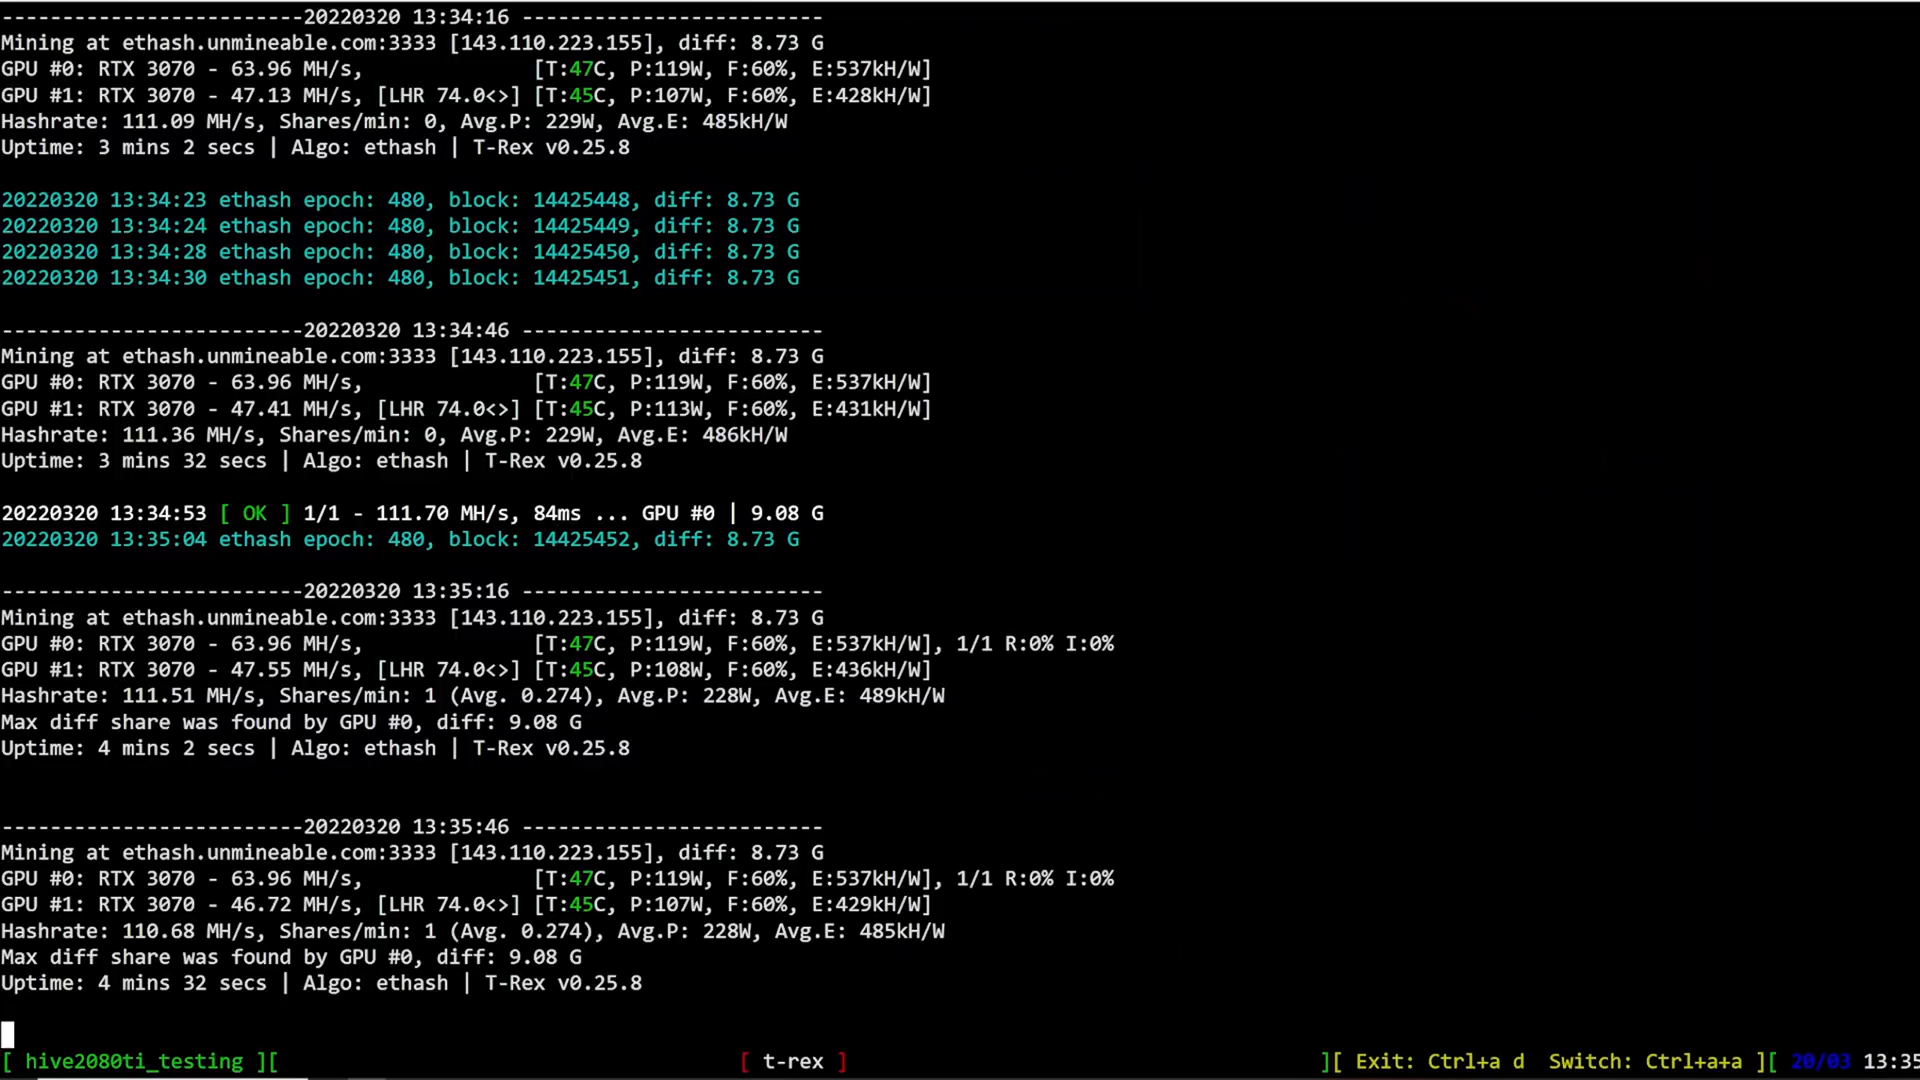 -------------------------20220320 13:34:16 -------------------------
Mining at ethash.unmineable.com:3333 [143.110.223.155], diff: 8.73 G
GPU #0: RTX 3070 - 63.96 MH/s,              [T:47C, P:119W, F:60%, E:537kH/W]
GPU #1: RTX 3070 - 47.13 MH/s, [LHR 74.0<>] [T:45C, P:107W, F:60%, E:428kH/W]
Hashrate: 111.09 MH/s, Shares/min: 0, Avg.P: 229W, Avg.E: 485kH/W
Uptime: 3 mins 2 secs | Algo: ethash | T-Rex v0.25.8
20220320 13:34:23 ethash epoch: 480, block: 14425448, diff: 8.73 G
20220320 13:34:24 ethash epoch: 480, block: 14425449, diff: 8.73 G
20220320 13:34:28 ethash epoch: 480, block: 14425450, diff: 8.73 G
20220320 13:34:30 ethash epoch: 480, block: 14425451, diff: 8.73 G
-------------------------20220320 13:34:46 -------------------------
Mining at ethash.unmineable.com:3333 [143.110.223.155], diff: 8.73 G
GPU #0: RTX 3070 - 63.96 MH/s,              [T:47C, P:119W, F:60%, E:537kH/W]
GPU #1: RTX 3070 - 47.41 MH/s, [LHR 74.0<>] [T:45C, P:113W, F:60%, E:431kH/W]
Hashrate: 111.36 MH/s, Shares/min: 0, Avg.P: 229W, Avg.E: 486kH/W
Uptime: 3 mins 32 secs | Algo: ethash | T-Rex v0.25.8
20220320 13:34:53 [ OK ] 1/1 - 111.70 MH/s, 84ms ... GPU #0 | 9.08 G
20220320 13:35:04 ethash epoch: 480, block: 14425452, diff: 8.73 G
-------------------------20220320 13:35:16 -------------------------
Mining at ethash.unmineable.com:3333 [143.110.223.155], diff: 8.73 G
GPU #0: RTX 3070 - 63.96 MH/s,              [T:47C, P:119W, F:60%, E:537kH/W], 1/1 R:0% I:0%
GPU #1: RTX 3070 - 47.55 MH/s, [LHR 74.0<>] [T:45C, P:108W, F:60%, E:436kH/W]
Hashrate: 111.51 MH/s, Shares/min: 1 (Avg. 0.274), Avg.P: 228W, Avg.E: 489kH/W
Max diff share was found by GPU #0, diff: 9.08 G
Uptime: 4 mins 2 secs | Algo: ethash | T-Rex v0.25.8
-------------------------20220320 13:35:46 -------------------------
Mining at ethash.unmineable.com:3333 [143.110.223.155], diff: 8.73 G
GPU #0: RTX 3070 - 63.96 MH/s,              [T:47C, P:119W, F:60%, E:537kH/W], 1/1 R:0% I:0%
GPU #1: RTX 3070 - 46.72 MH/s, [LHR 74.0<>] [T:45C, P:107W, F:60%, E:429kH/W]
Hashrate: 110.68 MH/s, Shares/min: 1 (Avg. 0.274), Avg.P: 228W, Avg.E: 485kH/W
Max diff share was found by GPU #0, diff: 9.08 G
Uptime: 4 mins 32 secs | Algo: ethash | T-Rex v0.25.8
[ hive2080ti_testing ][ [ t-rex ] ][ Exit: Ctrl+a d  Switch: Ctrl+a+a ][ 20/03 13:35